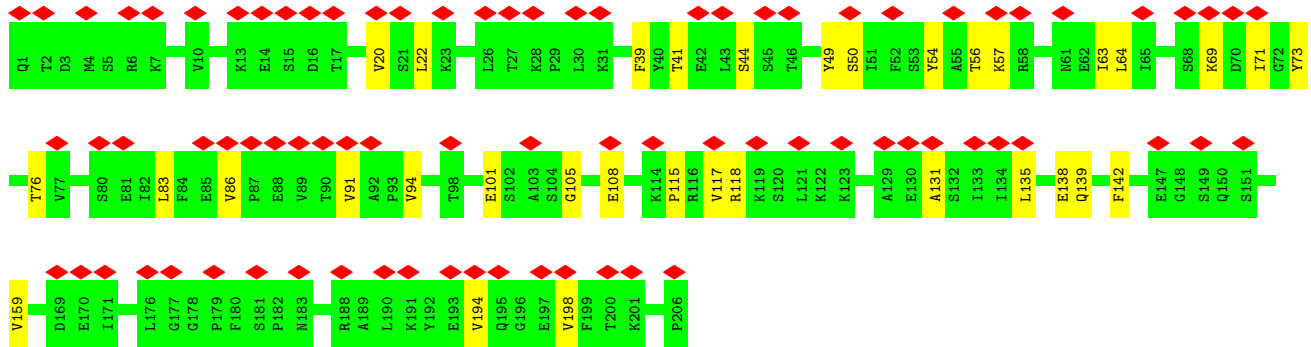 Q1 T2 D3 M4 S5 R6 K7 V10 K13 E14 S15 D16 T17 V20 S21 L22 K23 L26 T27 K28 P29 L30 K31 F39 Y40 T41 E42 L43 S44 S45 T46 Y49 S50 I51 F52 S53 Y54 A55 T56 K57 R58 N61 E62 I63 L64 I65 S68 K69 D70 I71 G72 Y73
T76 V77 S80 E81 I82 L83 F84 E85 V86 P87 E88 V89 T90 V91 A92 P93 V94 T98 E101 S102 A103 S104 G105 E108 K114 P115 R116 V117 R118 K119 S120 L121 K122 K123 A129 E130 A131 S132 I133 I134 L135 E138 Q139 F142 E147 G148 S149 Q150 S151
V159 D169 E170 I171 L176 G177 G178 P179 F180 S181 P182 N183 R188 A189 L190 K191 Y192 E193 V194 Q195 G196 E197 V198 F199 T200 K201 P206